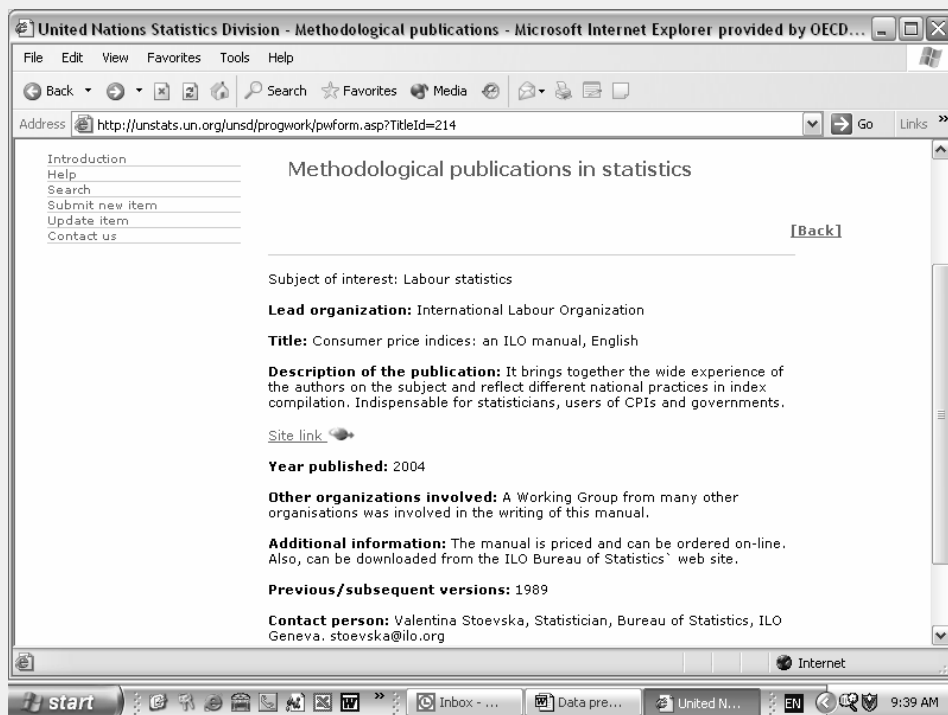 United Nations Statistics Division - Methodological publications - Microsoft Internet Explorer provided by OECD...
File Edit View Favorites Tools Help
Back Search Favorites Media
Address http://unstats.un.org/unsd/progwork/pwform.asp?TitleId=214 Go Links »
Introduction
Help
Search
Submit new item
Update item
Contact us
Methodological publications in statistics
[Back]
Subject of interest: Labour statistics
Lead organization: International Labour Organization
Title: Consumer price indices: an ILO manual, English
Description of the publication: It brings together the wide experience of
the authors on the subject and reflect different national practices in index
compilation. Indispensable for statisticians, users of CPIs and governments.
Site link
Year published: 2004
Other organizations involved: A Working Group from many other
organisations was involved in the writing of this manual.
Additional information: The manual is priced and can be ordered on-line.
Also, can be downloaded from the ILO Bureau of Statistics` web site.
Previous/subsequent versions: 1989
Contact person: Valentina Stoevska, Statistician, Bureau of Statistics, ILO
Geneva. stoevska@ilo.org
Internet
start » Inbox - ... Data pre... United N... EN 9:39 AM